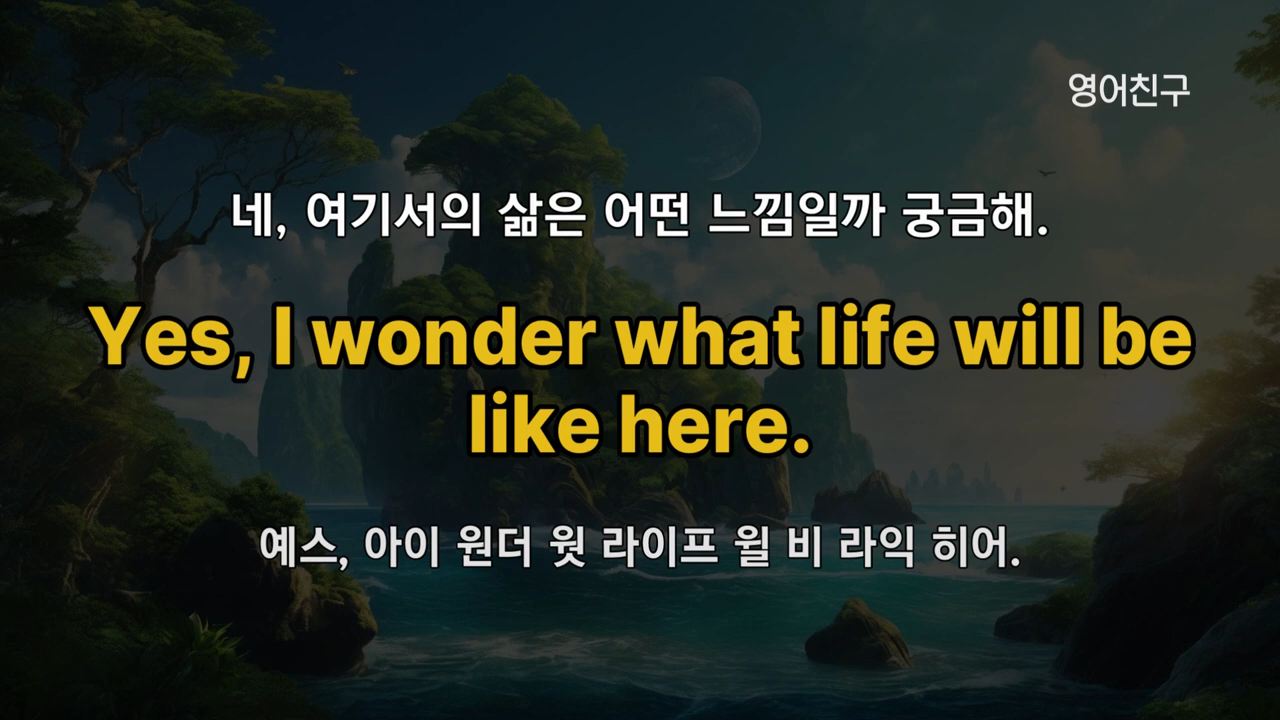 영어친구
네, 여기서의 삶은 어떤 느낌일까 궁금해.
Yes, I wonder what life will be
like here.
예스, 아이 원더 왓 라이프 윌 비 라익 히어.